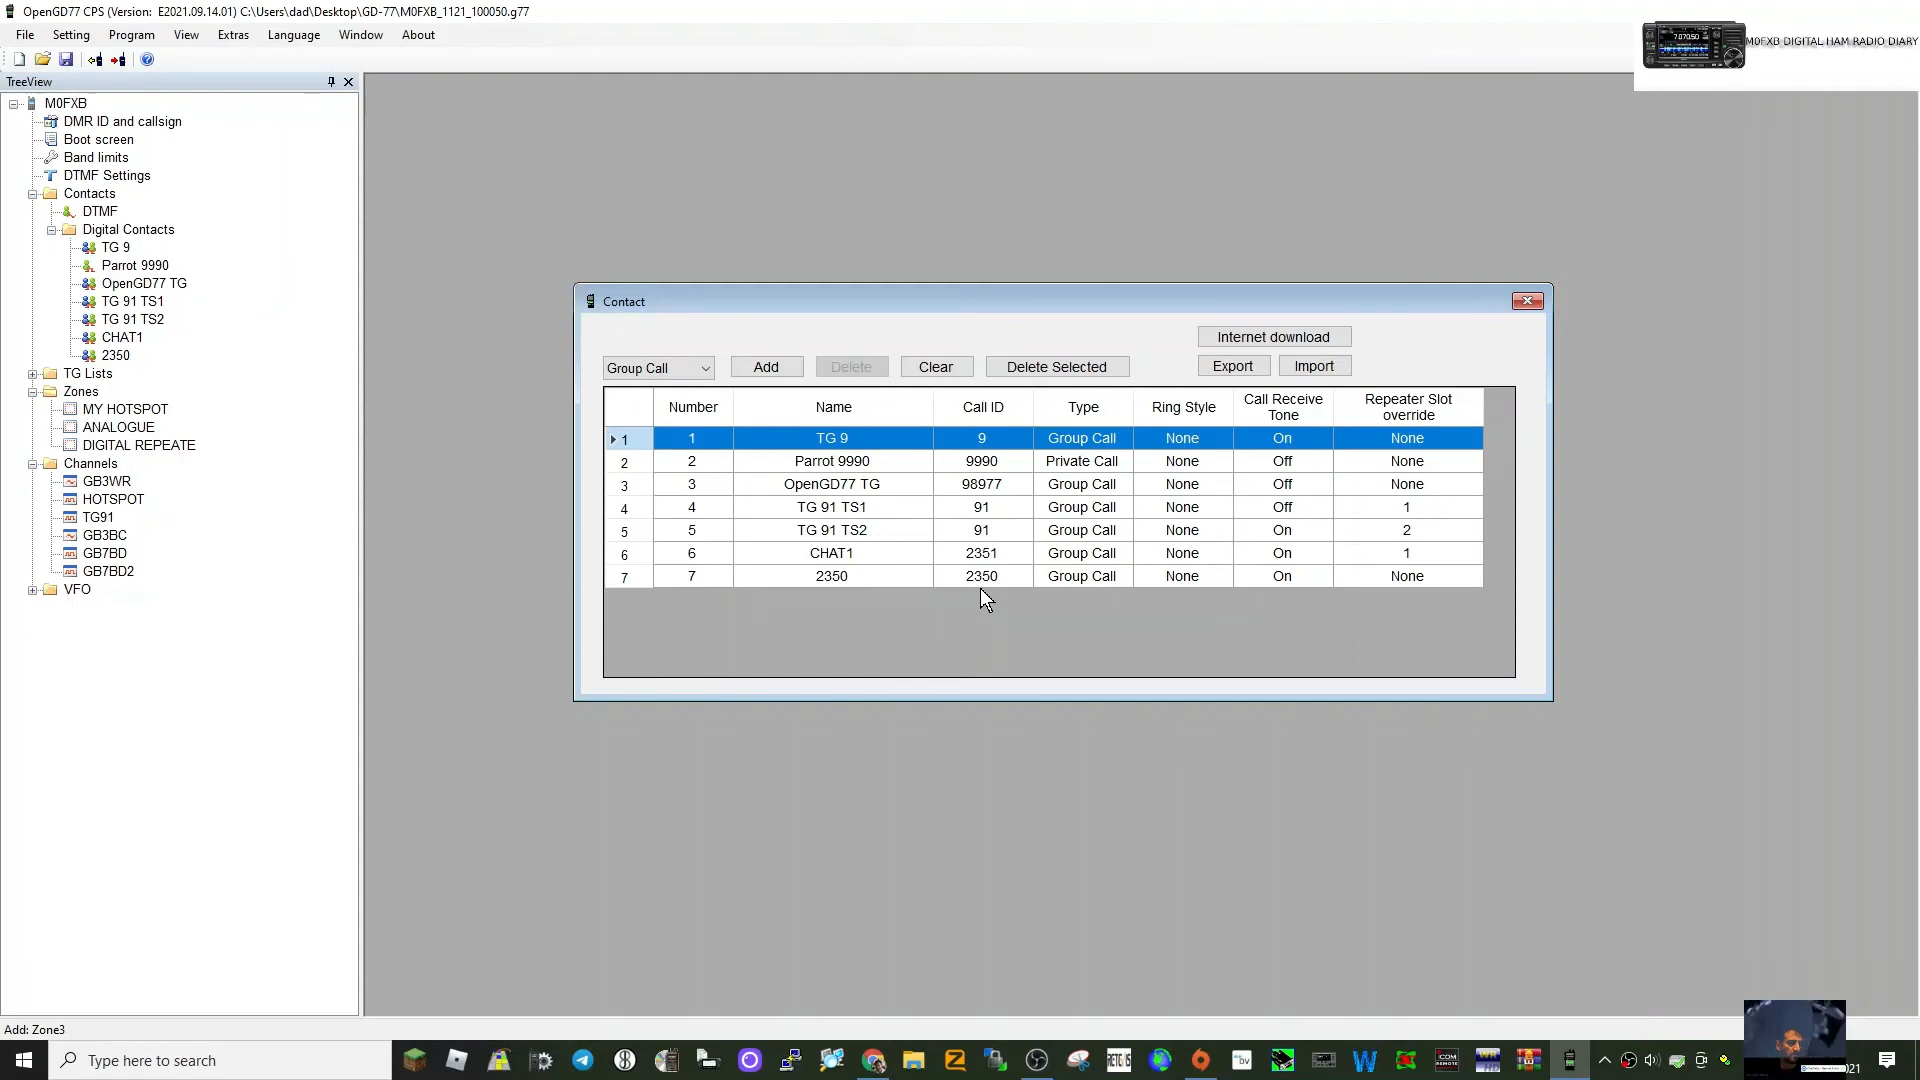 OpenGD77 CPS (Version: E2021.09.14.01) C:\Users\dad\Desktop\GD-77\M0FXB_1121_100050.g77
File Setting Program View Extras Language Window About
M0FXB DIGITAL HAM RADIO DIARY
7.070.50
TreeView
M0FXB
DMR ID and callsign
Boot screen
Band limits
DTMF Settings
Contacts
DTMF
Digital Contacts
TG 9
Parrot 9990
OpenGD77 TG
TG 91 TS1
TG 91 TS2
CHAT1
2350
TG Lists
Zones
MY HOTSPOT
ANALOGUE
DIGITAL REPEATE
Channels
GB3WR
HOTSPOT
TG91
GB3BC
GB7BD
GB7BD2
VFO
Contact
Internet download
Group Call Add Delete Clear Delete Selected Export Import
Number Name Call ID Type Ring Style Call Receive Tone Repeater Slot override
1 1 TG 9 9 Group Call None On None
2 2 Parrot 9990 9990 Private Call None Off None
3 3 OpenGD77 TG 98977 Group Call None Off None
4 4 TG 91 TS1 91 Group Call None Off 1
5 5 TG 91 TS2 91 Group Call None On 2
6 6 CHAT1 2351 Group Call None On 1
7 7 2350 2350 Group Call None On None
Add: Zone3
Type here to search
021